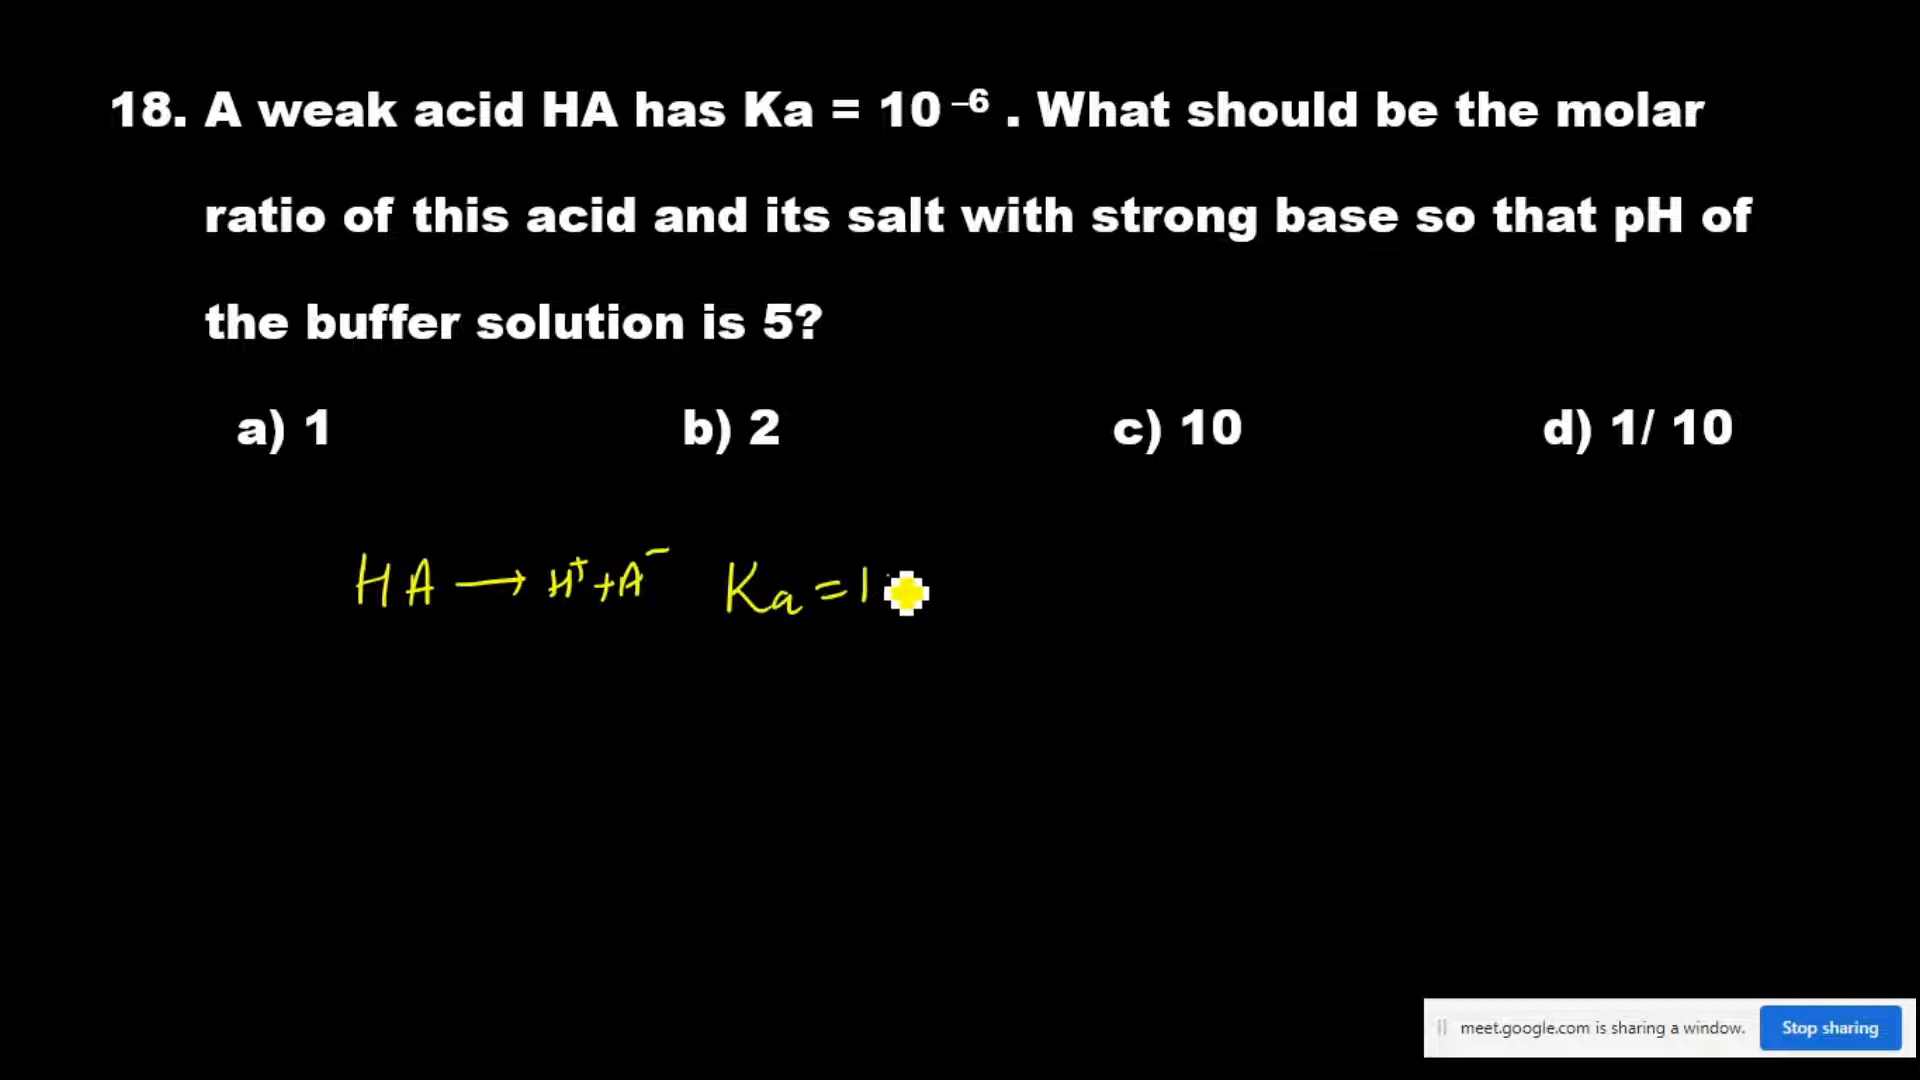 18. A weak acid HA has Ka = 10 –6 . What should be the molar
ratio of this acid and its salt with strong base so that pH of
the buffer solution is 5?
a) 1 b) 2 c) 10 d) 1/ 10
HA → H⁺ + A⁻ Ka = 1
meet.google.com is sharing a window. Stop sharing